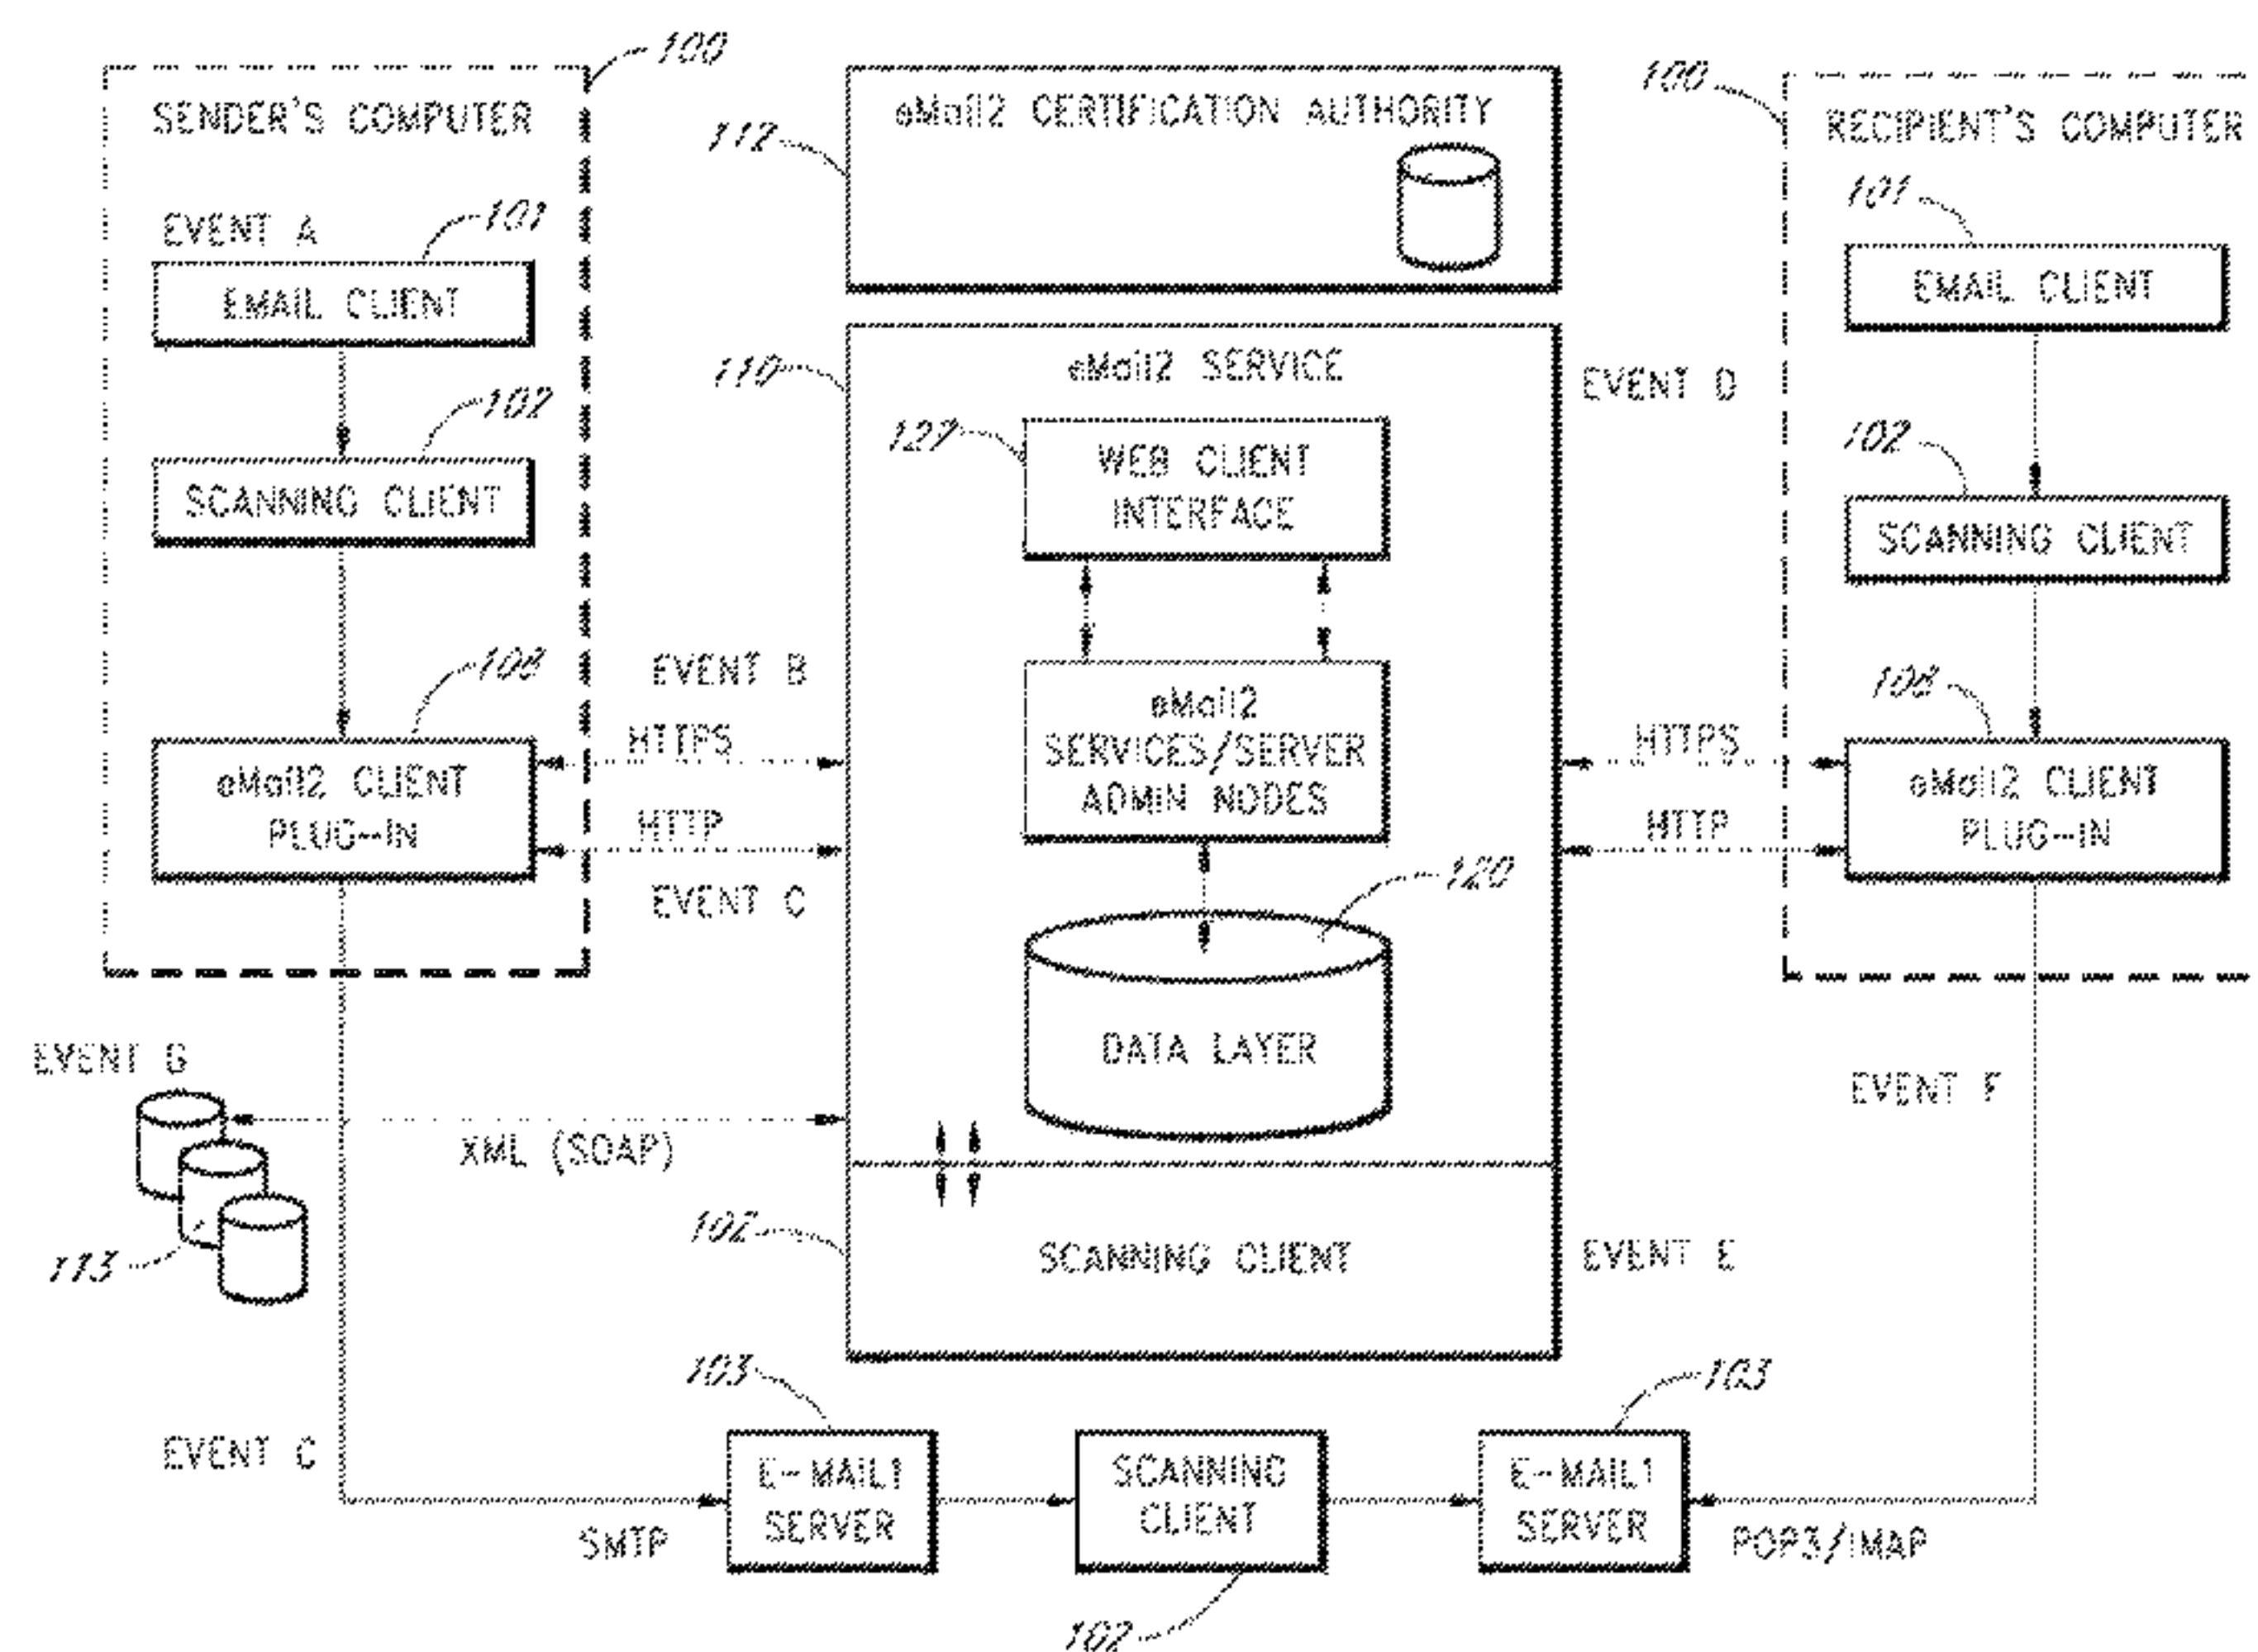 100
SENDER'S COMPUTER
EVENT A
101
EMAIL CLIENT
102
SCANNING CLIENT
108
eMail2 CLIENT
PLUG-IN
EVENT B
HTTPS
HTTP
EVENT C
112
eMail2 CERTIFICATION AUTHORITY
110
eMail2 SERVICE
127
WEB CLIENT
INTERFACE
eMail2
SERVICES/SERVER
ADMIN NODES
120
DATA LAYER
102
SCANNING CLIENT
EVENT D
100
RECIPIENT'S COMPUTER
101
EMAIL CLIENT
102
SCANNING CLIENT
108
eMail2 CLIENT
PLUG-IN
HTTPS
HTTP
EVENT G
113
XML (SOAP)
EVENT F
EVENT E
EVENT C
SMTP
103
E-MAIL1
SERVER
SCANNING
CLIENT
102
103
E-MAIL1
SERVER
POP3/IMAP